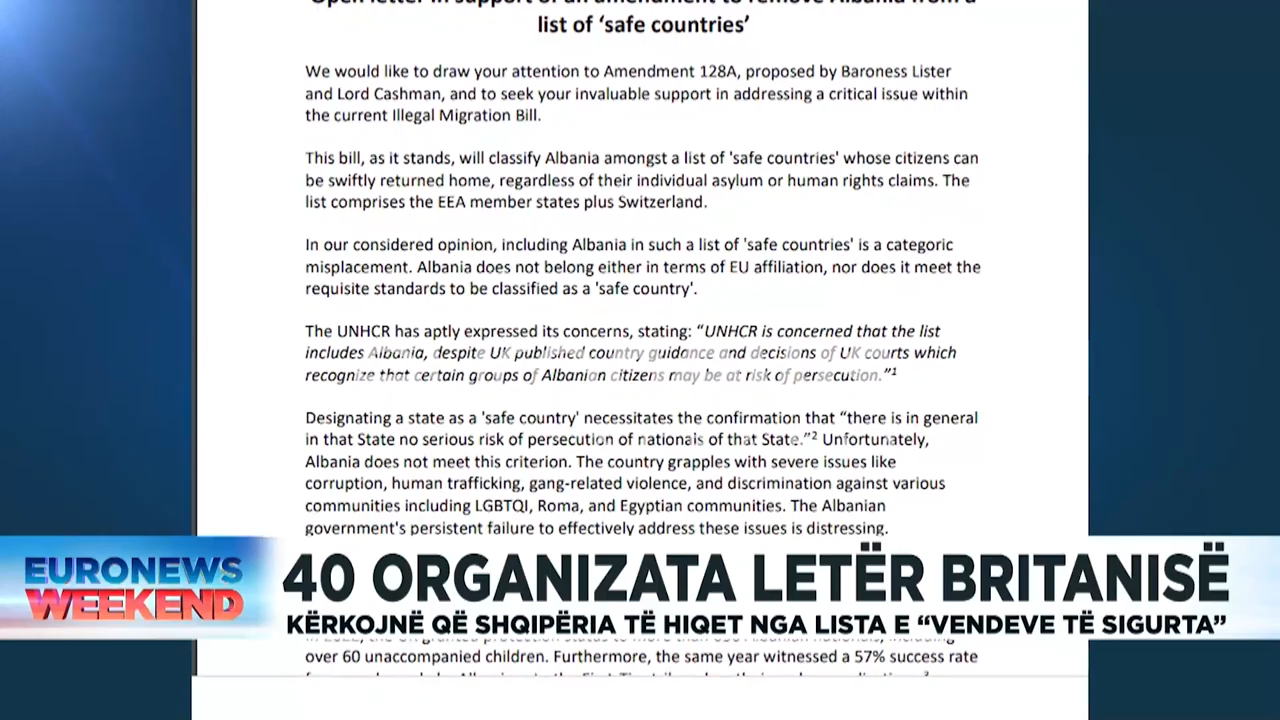 Open letter in support of an amendment to remove Albania from a
list of ‘safe countries’
We would like to draw your attention to Amendment 128A, proposed by Baroness Lister
and Lord Cashman, and to seek your invaluable support in addressing a critical issue within
the current Illegal Migration Bill.
This bill, as it stands, will classify Albania amongst a list of 'safe countries' whose citizens can
be swiftly returned home, regardless of their individual asylum or human rights claims. The
list comprises the EEA member states plus Switzerland.
In our considered opinion, including Albania in such a list of 'safe countries' is a categoric
misplacement. Albania does not belong either in terms of EU affiliation, nor does it meet the
requisite standards to be classified as a 'safe country'.
The UNHCR has aptly expressed its concerns, stating: “UNHCR is concerned that the list
includes Albania, despite UK published country guidance and decisions of UK courts which
recognize that certain groups of Albanian citizens may be at risk of persecution.”1
Designating a state as a 'safe country' necessitates the confirmation that “there is in general
in that State no serious risk of persecution of nationals of that State.”2 Unfortunately,
Albania does not meet this criterion. The country grapples with severe issues like
corruption, human trafficking, gang-related violence, and discrimination against various
communities including LGBTQI, Roma, and Egyptian communities. The Albanian
government's persistent failure to effectively address these issues is distressing.
EURONEWS
WEEKEND
40 ORGANIZATA LETËR BRITANISË
KËRKOJNË QË SHQIPËRIA TË HIQET NGA LISTA E “VENDEVE TË SIGURTA”
over 60 unaccompanied children. Furthermore, the same year witnessed a 57% success rate